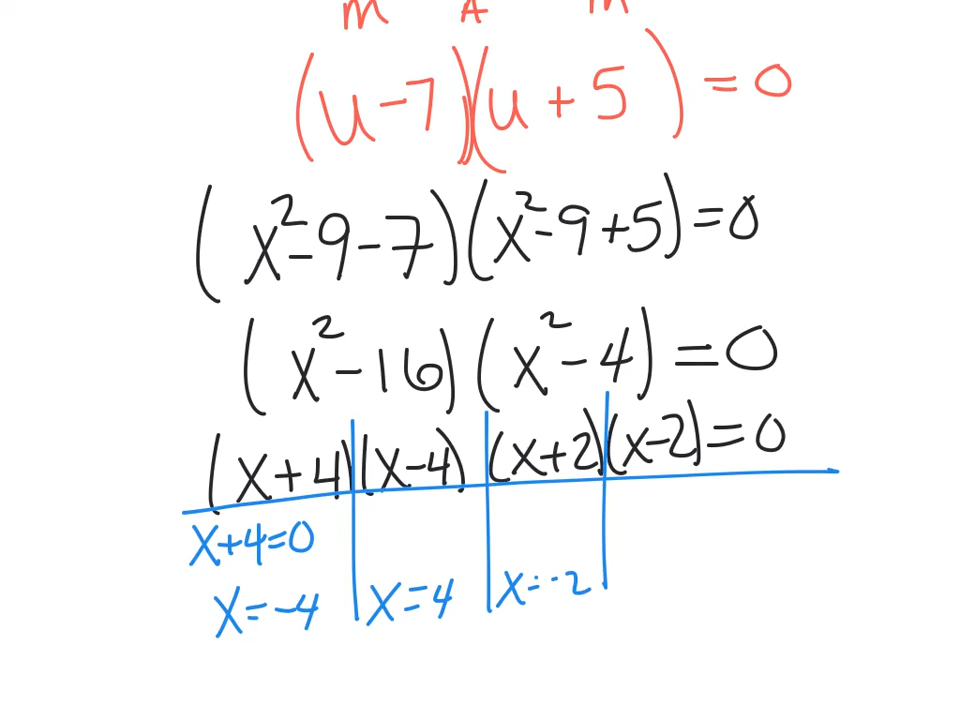 m A m
(u-7)(u+5)=0
(x²-9-7)(x²-9+5)=0
(x²-16)(x²-4)=0
(x+4)(x-4)(x+2)(x-2)=0
x+4=0
x=-4 x=4 x=-2